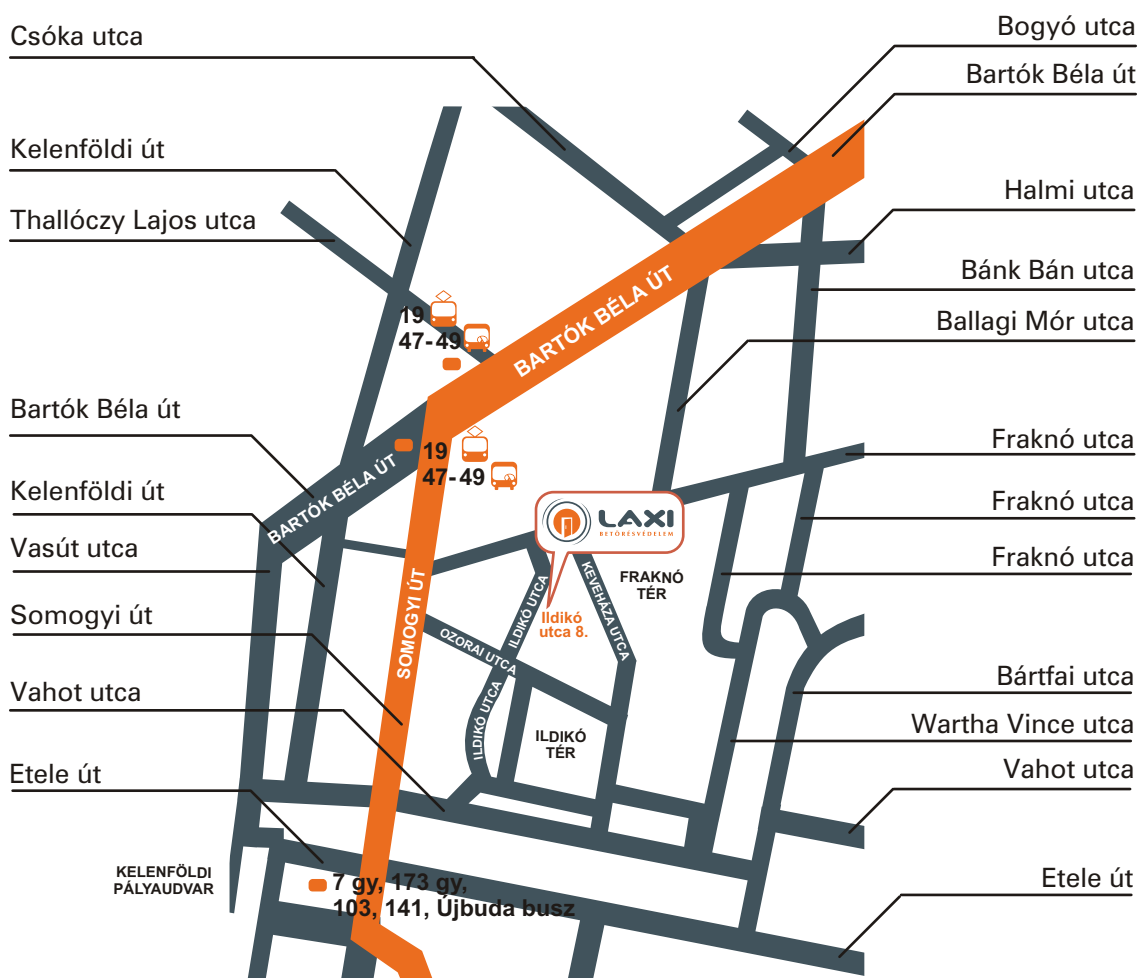 Csóka utca
Bogyó utca
Bartók Béla út
Kelenföldi út
Halmi utca
Thallóczy Lajos utca
Bánk Bán utca
19
47-49
Ballagi Mór utca
BARTÓK BÉLA ÚT
Bartók Béla út
Fraknó utca
19
47-49
BARTÓK BÉLA ÚT
Kelenföldi út
Fraknó utca
LAXI
BETÖRÉSVÉDELEM
Vasút utca
Fraknó utca
FRAKNÓ
TÉR
KEVEHÁZA UTCA
ILDIKÓ UTCA
Ildikó
utca 8.
SOMOGYI ÚT
Somogyi út
OZORAI UTCA
Bártfai utca
Vahot utca
ILDIKÓ UTCA
Wartha Vince utca
ILDIKÓ
TÉR
Etele út
Vahot utca
KELENFÖLDI
PÁLYAUDVAR
7 gy, 173 gy,
103, 141, Újbuda busz
Etele út